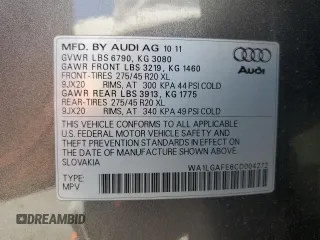 MFD. BY AUDI AG 10 11
GVWR LBS 6790, KG 3080
GAWR FRONT LBS 3219, KG 1460
FRONT-TIRES 275/45 R20 XL
9JX20 RIMS, AT 300 KPA 44 PSI COLD
GAWR REAR LBS 3913, KG 1775
REAR-TIRES 275/45 R20 XL
9JX20 RIMS, AT 340 KPA 49 PSI COLD
Audi
THIS VEHICLE CONFORMS TO ALL APPLICABLE
U.S. FEDERAL MOTOR VEHICLE SAFETY, BUMPER AND
THEFT PREVENTION STANDARDS IN EFFECT ON THE
DATE OF MANUFACTURE SHOWN ABOVE
SLOVAKIA
WA1LGAFE6CD004272
TYPE:
MPV
DREAMBID